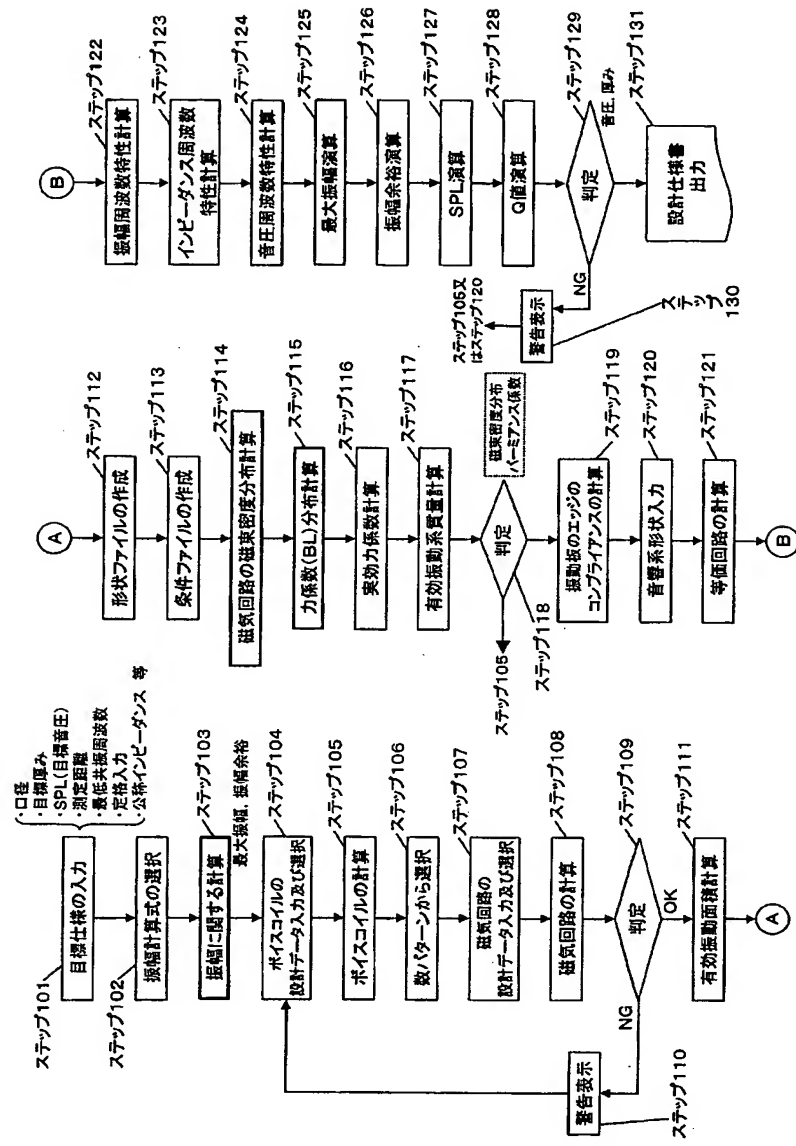 ステップ101
目標仕様の入力
・口径
・目標厚み
・SPL(目標音圧)
・測定距離
・最低共振周波数
・定格入力
・公称インピーダンス 等
ステップ102
振幅計算式の選択
ステップ103
振幅に関する計算
最大振幅, 振幅余裕
ステップ104
ボイスコイルの
設計データ入力及び選択
ステップ105
ボイスコイルの計算
ステップ106
数パターンから選択
ステップ107
磁気回路の
設計データ入力及び選択
ステップ108
磁気回路の計算
ステップ109
判定
NG
OK
警告表示
ステップ110
ステップ111
有効振動面積計算
A
A
ステップ112
形状ファイルの作成
ステップ113
条件ファイルの作成
ステップ114
磁気回路の磁束密度分布計算
ステップ115
力係数(BL)分布計算
ステップ116
実効力係数計算
ステップ117
有効振動系質量計算
磁束密度分布
パーミアンス係数
判定
ステップ105
ステップ118
ステップ119
振動板のエッジの
コンプライアンスの計算
ステップ120
音響系形状入力
ステップ121
等価回路の計算
B
B
ステップ122
振幅周波数特性計算
ステップ123
インピーダンス周波数
特性計算
ステップ124
音圧周波数特性計算
ステップ125
最大振幅演算
ステップ126
振幅余裕演算
ステップ127
SPL演算
ステップ128
Q値演算
ステップ129
音圧, 厚み
判定
NG
警告表示
ステップ105又
はステップ120
ステップ
130
ステップ131
設計仕様書
出力